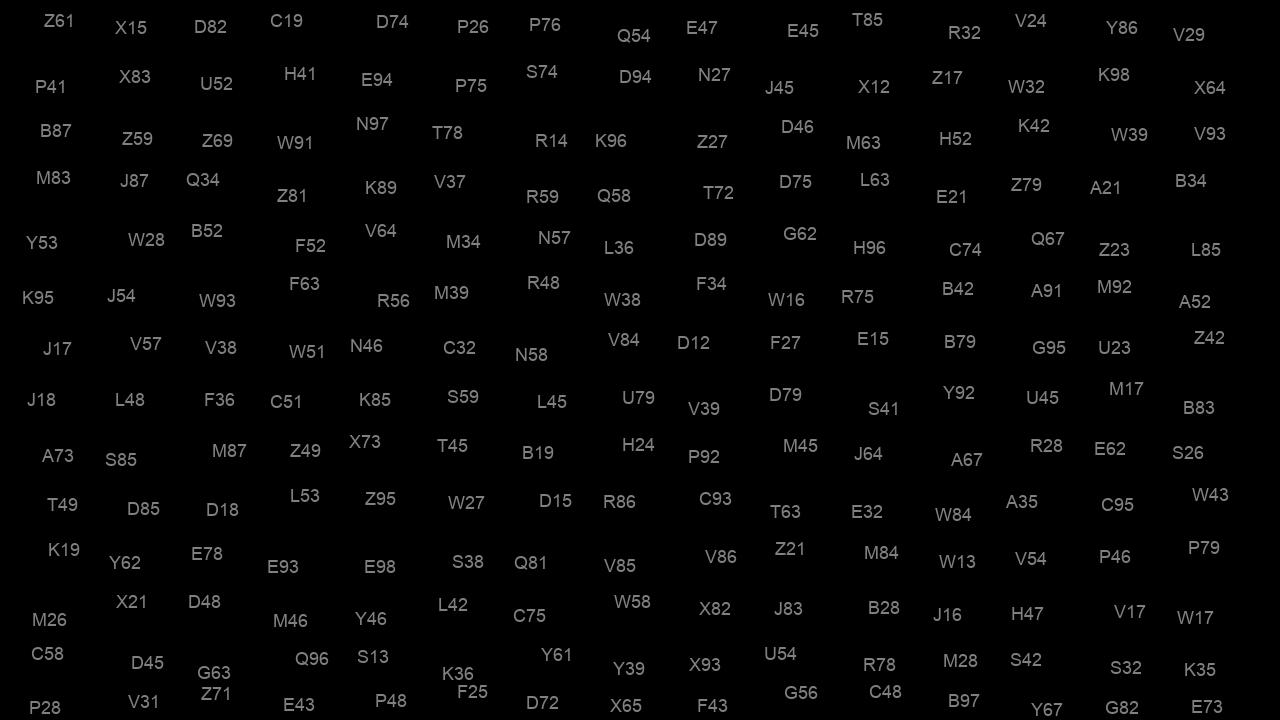 Z61 X15 D82 C19 D74 P26 P76 Q54 E47 E45 T85 R32 V24 Y86 V29
P41 X83 U52 H41 E94 P75 S74 D94 N27 J45 X12 Z17 W32 K98 X64
B87 Z59 Z69 W91 N97 T78 R14 K96 Z27 D46 M63 H52 K42 W39 V93
M83 J87 Q34 Z81 K89 V37 R59 Q58 T72 D75 L63 E21 Z79 A21 B34
Y53 W28 B52 F52 V64 M34 N57 L36 D89 G62 H96 C74 Q67 Z23 L85
K95 J54 W93 F63 R56 M39 R48 W38 F34 W16 R75 B42 A91 M92 A52
J17 V57 V38 W51 N46 C32 N58 V84 D12 F27 E15 B79 G95 U23 Z42
J18 L48 F36 C51 K85 S59 L45 U79 V39 D79 S41 Y92 U45 M17 B83
A73 S85 M87 Z49 X73 T45 B19 H24 P92 M45 J64 A67 R28 E62 S26
T49 D85 D18 L53 Z95 W27 D15 R86 C93 T63 E32 W84 A35 C95 W43
K19 Y62 E78 E93 E98 S38 Q81 V85 V86 Z21 M84 W13 V54 P46 P79
M26 X21 D48 M46 Y46 L42 C75 W58 X82 J83 B28 J16 H47 V17 W17
C58 D45 G63 Q96 S13 K36 Y61 Y39 X93 U54 R78 M28 S42 S32 K35
P28 V31 Z71 E43 P48 F25 D72 X65 F43 G56 C48 B97 Y67 G82 E73